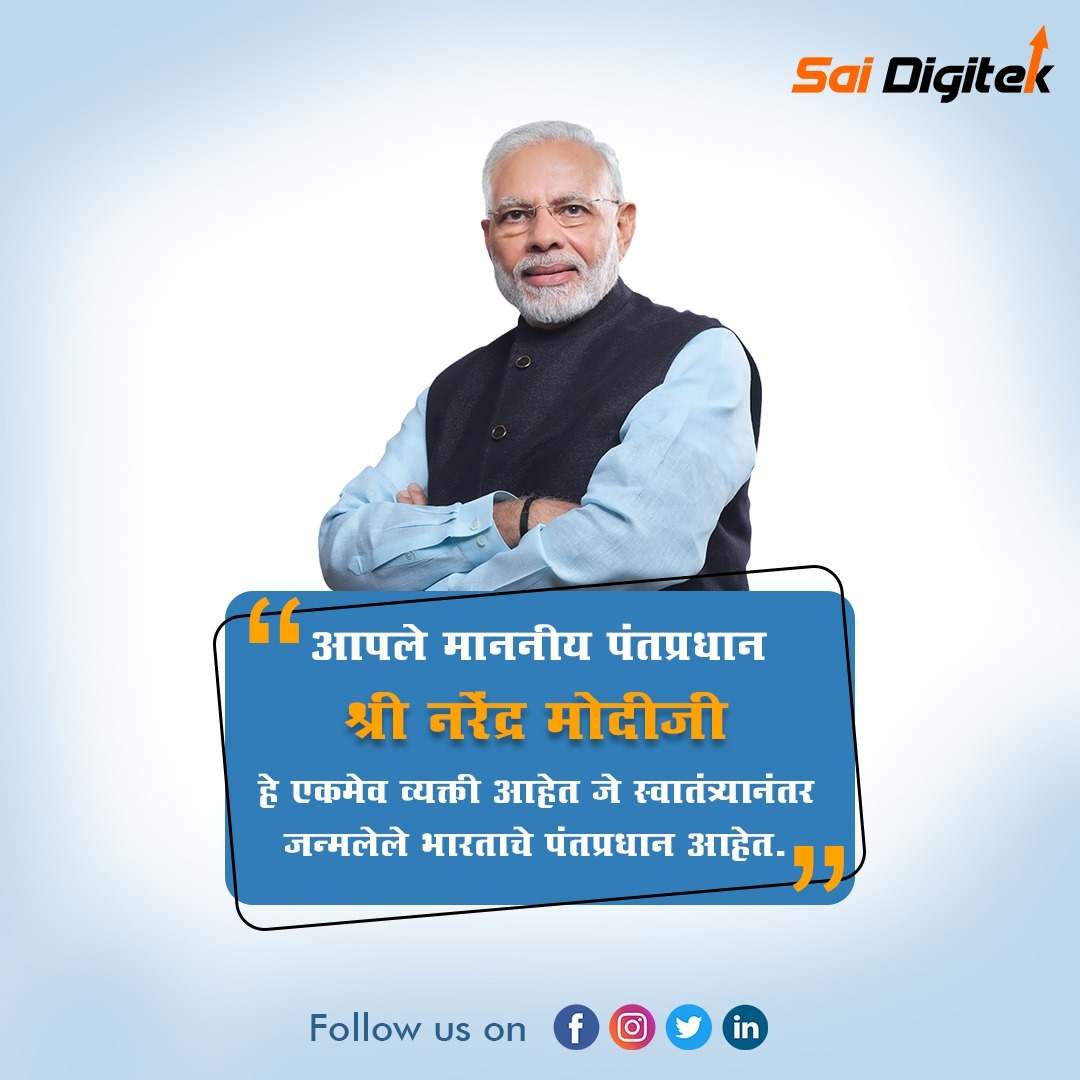 Sai Digitek
“ आपले माननीय पंतप्रधान
श्री नरेंद्र मोदीजी
हे एकमेव व्यक्ती आहेत जे स्वातंत्र्यानंतर
जन्मलेले भारताचे पंतप्रधान आहेत. ”
Follow us on